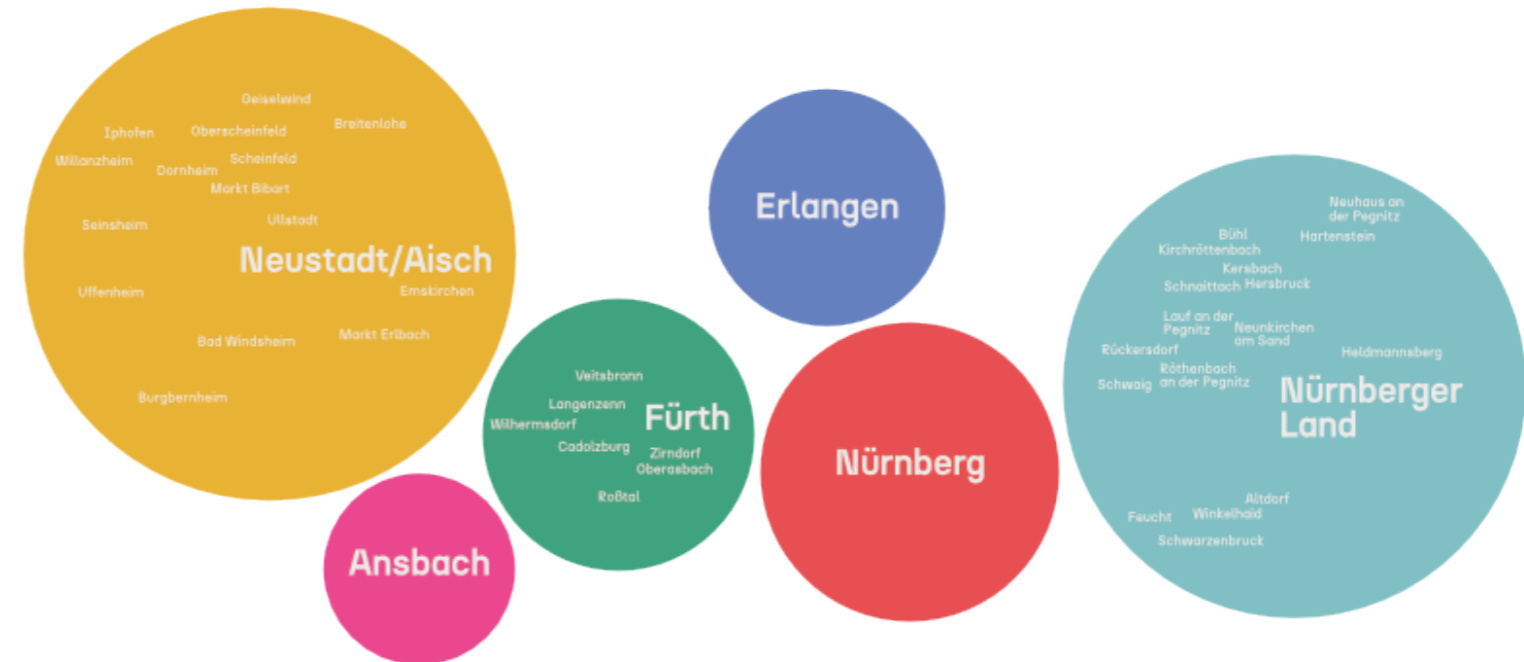 Geiselwind
Breitenlohe
Iphofen
Oberscheinfeld
Willanzheim
Scheinfeld
Dornheim
Markt Bibart
Seinsheim
Ullstadt
Neustadt/Aisch
Uffenheim
Emskirchen
Bad Windsheim
Markt Erlbach
Burgbernheim
Ansbach
Veitsbronn
Langenzenn
Fürth
Wilhermsdorf
Cadolzburg
Zirndorf
Oberasbach
Roßtal
Erlangen
Nürnberg
Neuhaus an
der Pegnitz
Bühl
Hartenstein
Kirchröttenbach
Kersbach
Schnaittach
Hersbruck
Lauf an der
Pegnitz
Neunkirchen
am Sand
Rückersdorf
Heldmannsberg
Röthenbach
an der Pegnitz
Schwaig
Nürnberger
Land
Altdorf
Feucht
Winkelhaid
Schwarzenbruck